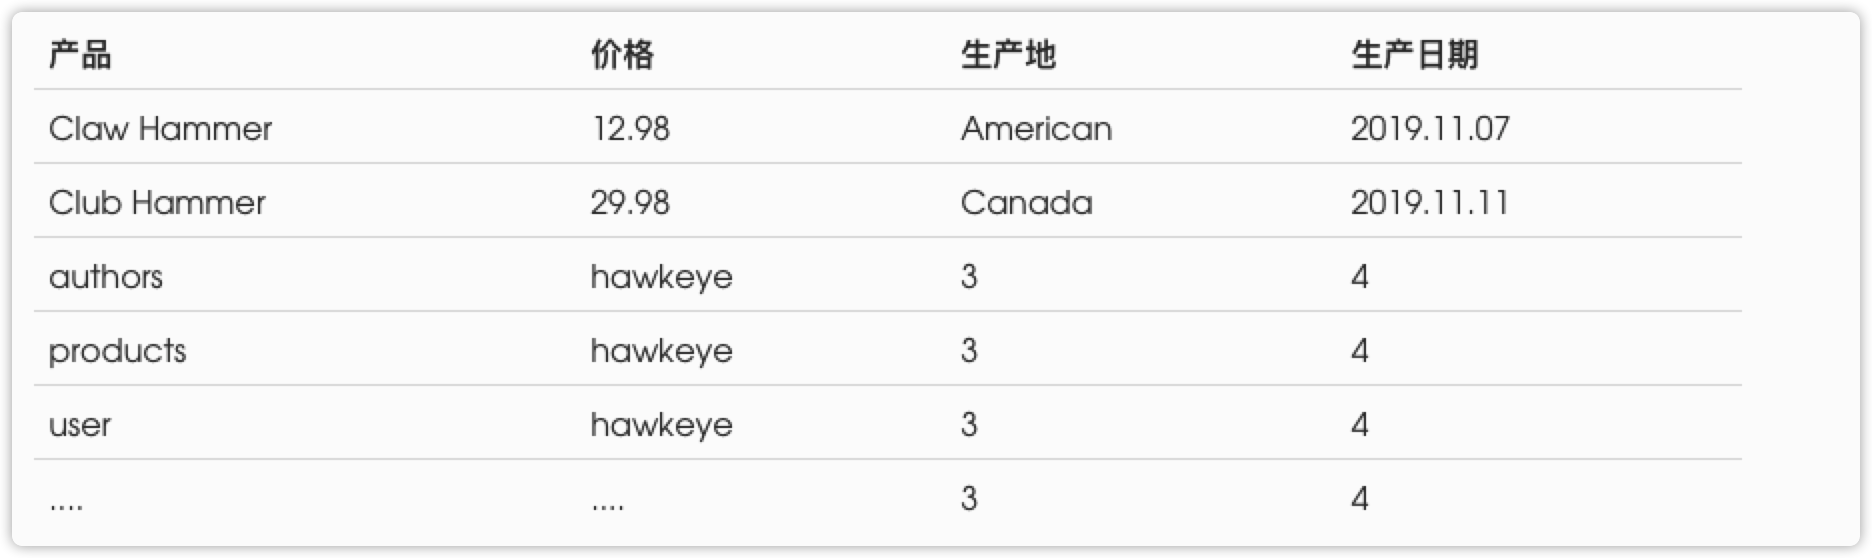 产品 价格 生产地 生产日期
Claw Hammer 12.98 American 2019.11.07
Club Hammer 29.98 Canada 2019.11.11
authors hawkeye 3 4
products hawkeye 3 4
user hawkeye 3 4
.... .... 3 4